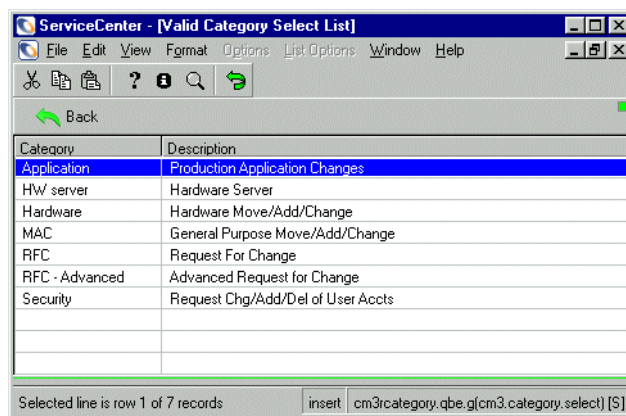 ServiceCenter - [Valid Category Select List]
File Edit View Format Options List Options Window Help
Back
Category Description
Application Production Application Changes
HW server Hardware Server
Hardware Hardware Move/Add/Change
MAC General Purpose Move/Add/Change
RFC Request For Change
RFC - Advanced Advanced Request for Change
Security Request Chg/Add/Del of User Accts
Selected line is row 1 of 7 records insert cm3rcategory.qbe.g(cm3.category.select) [S]